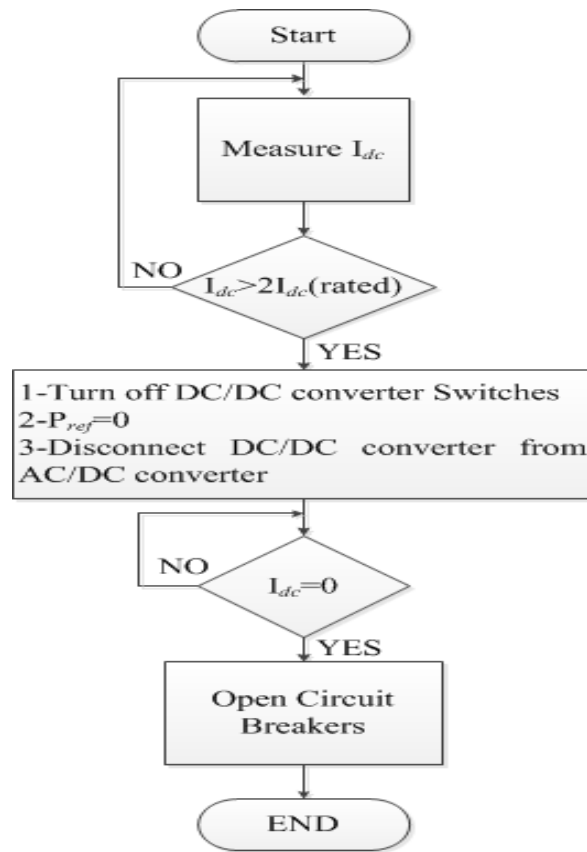 Start
Measure Idc
NO
Idc>2Idc(rated)
YES
1-Turn off DC/DC converter Switches
2-Pref=0
3-Disconnect DC/DC converter from
AC/DC converter
NO
Idc=0
YES
Open Circuit
Breakers
END